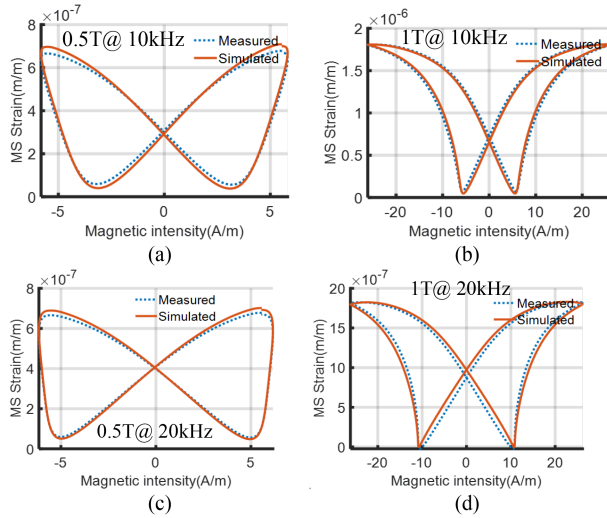 ×10⁻⁷
0.5T@ 10kHz
Measured
Simulated
8
6
4
2
0
MS Strain(m/m)
-5
0
5
Magnetic intensity(A/m)
(a)
×10⁻⁶
1T@ 10kHz
Measured
Simulated
2
1.5
1
0.5
0
MS Strain(m/m)
-20
-10
0
10
20
Magnetic intensity(A/m)
(b)
×10⁻⁷
Measured
Simulated
8
6
4
2
0
MS Strain(m/m)
0.5T@ 20kHz
-5
0
5
Magnetic intensity(A/m)
(c)
×10⁻⁷
1T@ 20kHz
Measured
Simulated
20
15
10
5
0
MS Strain(m/m)
-20
-10
0
10
20
Magnetic intensity(A/m)
(d)